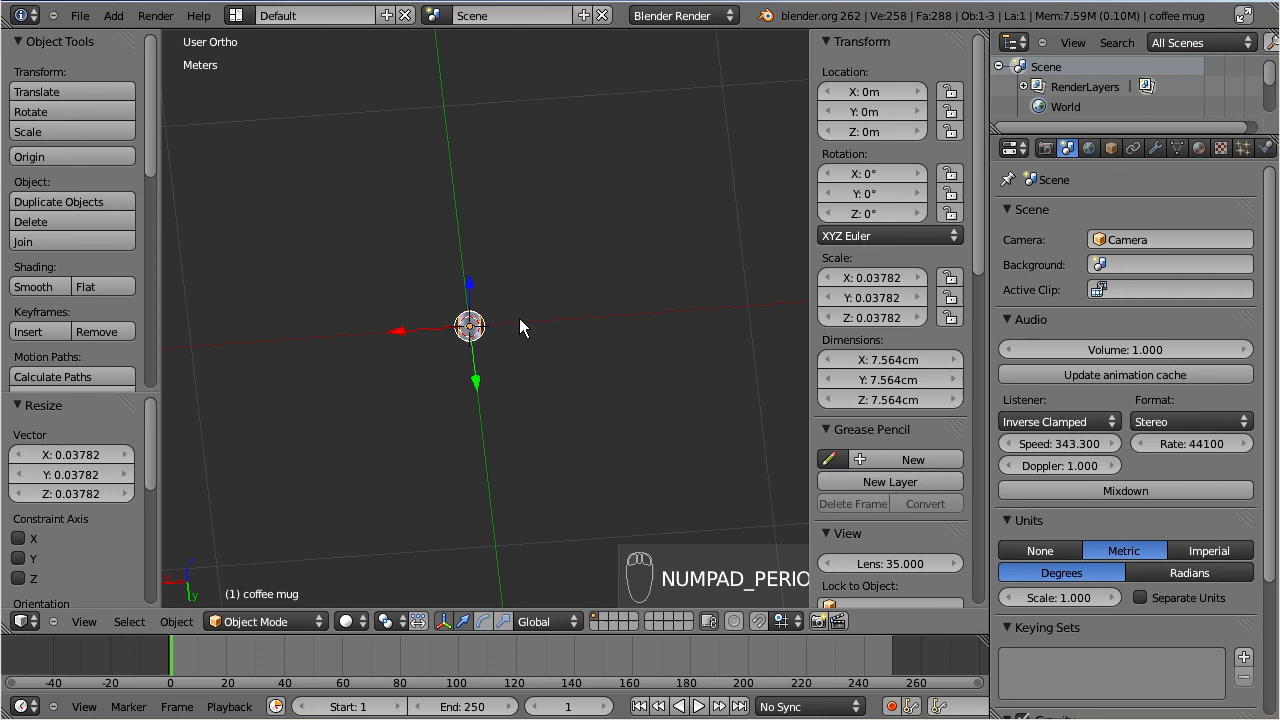 File Add Render Help Default Scene Blender Render blender.org 262 | Ve:258 | Fa:288 | Ob:1-3 | La:1 | Mem:7.59M (0.10M) | coffee mug
Object Tools
Transform:
Translate
Rotate
Scale
Origin
Object:
Duplicate Objects
Delete
Join
Shading:
Smooth Flat
Keyframes:
Insert Remove
Motion Paths:
Calculate Paths
Resize
Vector
X: 0.03782
Y: 0.03782
Z: 0.03782
Constraint Axis
X
Y
Z
Orientation
User Ortho
Meters
y
(1) coffee mug
NUMPAD_PERIO
Transform
Location:
X: 0m
Y: 0m
Z: 0m
Rotation:
X: 0°
Y: 0°
Z: 0°
XYZ Euler
Scale:
X: 0.03782
Y: 0.03782
Z: 0.03782
Dimensions:
X: 7.564cm
Y: 7.564cm
Z: 7.564cm
Grease Pencil
New
New Layer
Delete Frame Convert
View
Lens: 35.000
Lock to Object:
View Search All Scenes
Scene
RenderLayers |
World
Scene
Scene
Camera: Camera
Background:
Active Clip:
Audio
Volume: 1.000
Update animation cache
Listener: Format:
Inverse Clamped Stereo
Speed: 343.300 Rate: 44100
Doppler: 1.000
Mixdown
Units
None Metric Imperial
Degrees Radians
Scale: 1.000 Separate Units
Keying Sets
View Select Object Object Mode Global
-40 -20 0 20 40 60 80 100 120 140 160 180 200 220 240 260
View Marker Frame Playback Start: 1 End: 250 1 No Sync